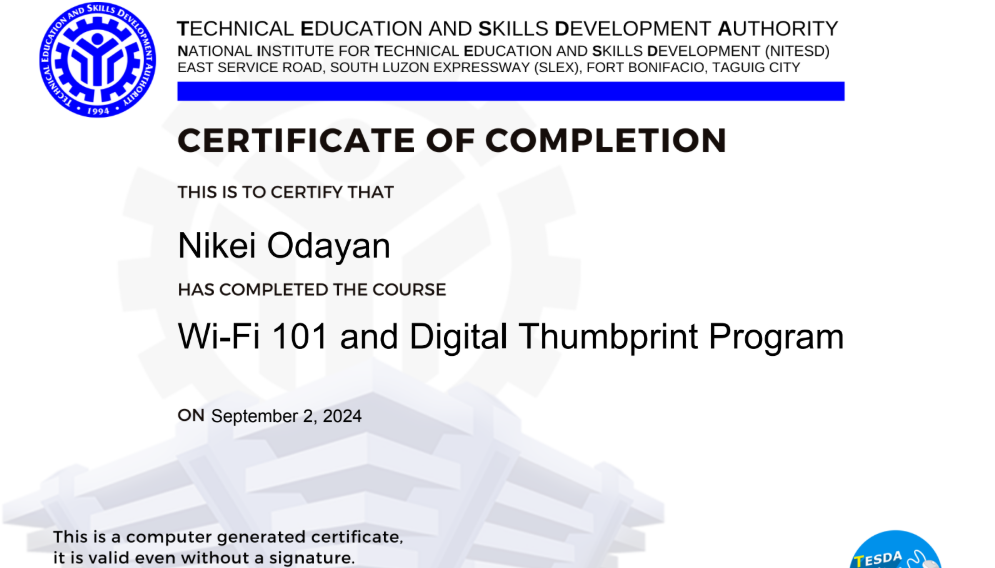 TECHNICAL EDUCATION AND SKILLS DEVELOPMENT AUTHORITY
• 1994 •
TECHNICAL EDUCATION AND SKILLS DEVELOPMENT AUTHORITY
NATIONAL INSTITUTE FOR TECHNICAL EDUCATION AND SKILLS DEVELOPMENT (NITESD)
EAST SERVICE ROAD, SOUTH LUZON EXPRESSWAY (SLEX), FORT BONIFACIO, TAGUIG CITY
CERTIFICATE OF COMPLETION
THIS IS TO CERTIFY THAT
Nikei Odayan
HAS COMPLETED THE COURSE
Wi-Fi 101 and Digital Thumbprint Program
ON September 2, 2024
This is a computer generated certificate,
it is valid even without a signature.
TESDA